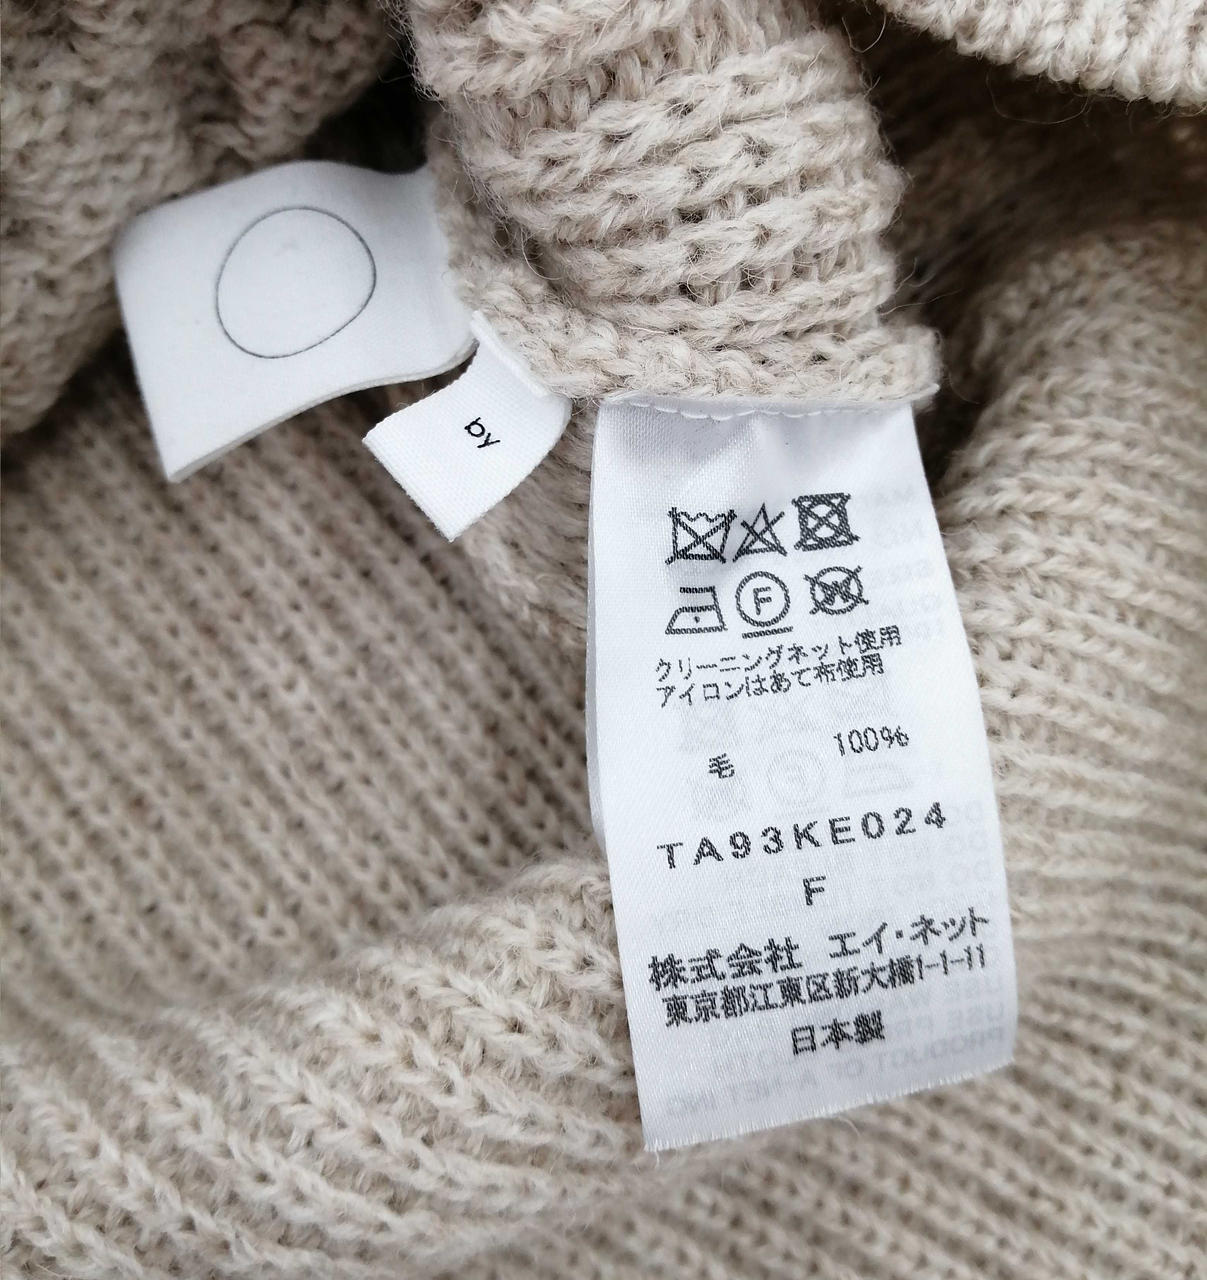 by
F W
クリーニングネット使用
アイロンはあて布使用
毛 100%
TA93KE024
F
株式会社 エイ・ネット
東京都江東区新大橋1-1-11
日本製